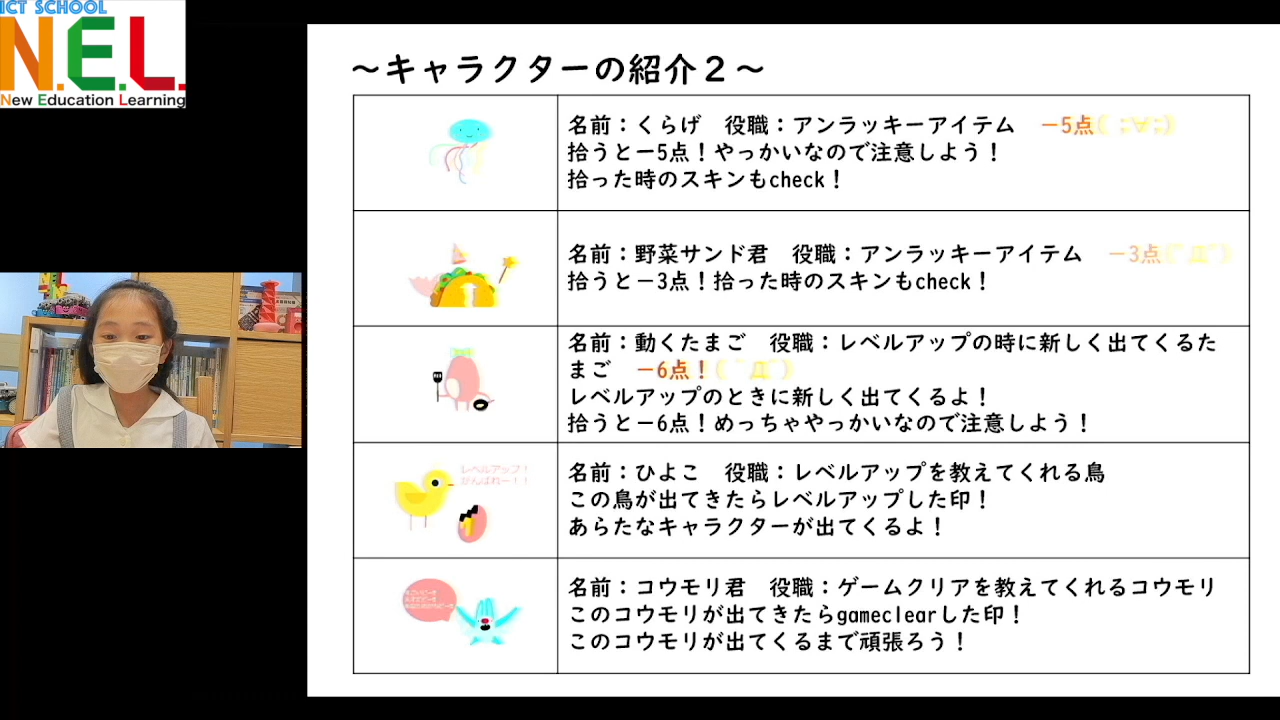 ICT SCHOOL
N.E.L.
New Education Learning
～キャラクターの紹介２～
名前：くらげ　役職：アンラッキーアイテム　－5点( ;∀;)
拾うと－5点！やっかいなので注意しよう！
拾った時のスキンもcheck！
名前：野菜サンド君　役職：アンラッキーアイテム　－3点(￣Д￣)
拾うと－3点！拾った時のスキンもcheck！
名前：動くたまご　役職：レベルアップの時に新しく出てくるた
まご　－6点！(￣Д￣)
レベルアップのときに新しく出てくるよ！
拾うと－6点！めっちゃやっかいなので注意しよう！
レベルアップ！
がんばれー！！
名前：ひよこ　役職：レベルアップを教えてくれる鳥
この鳥が出てきたらレベルアップした印！
あらたなキャラクターが出てくるよ！
名前：コウモリ君　役職：ゲームクリアを教えてくれるコウモリ
このコウモリが出てきたらgameclearした印！
このコウモリが出てくるまで頑張ろう！